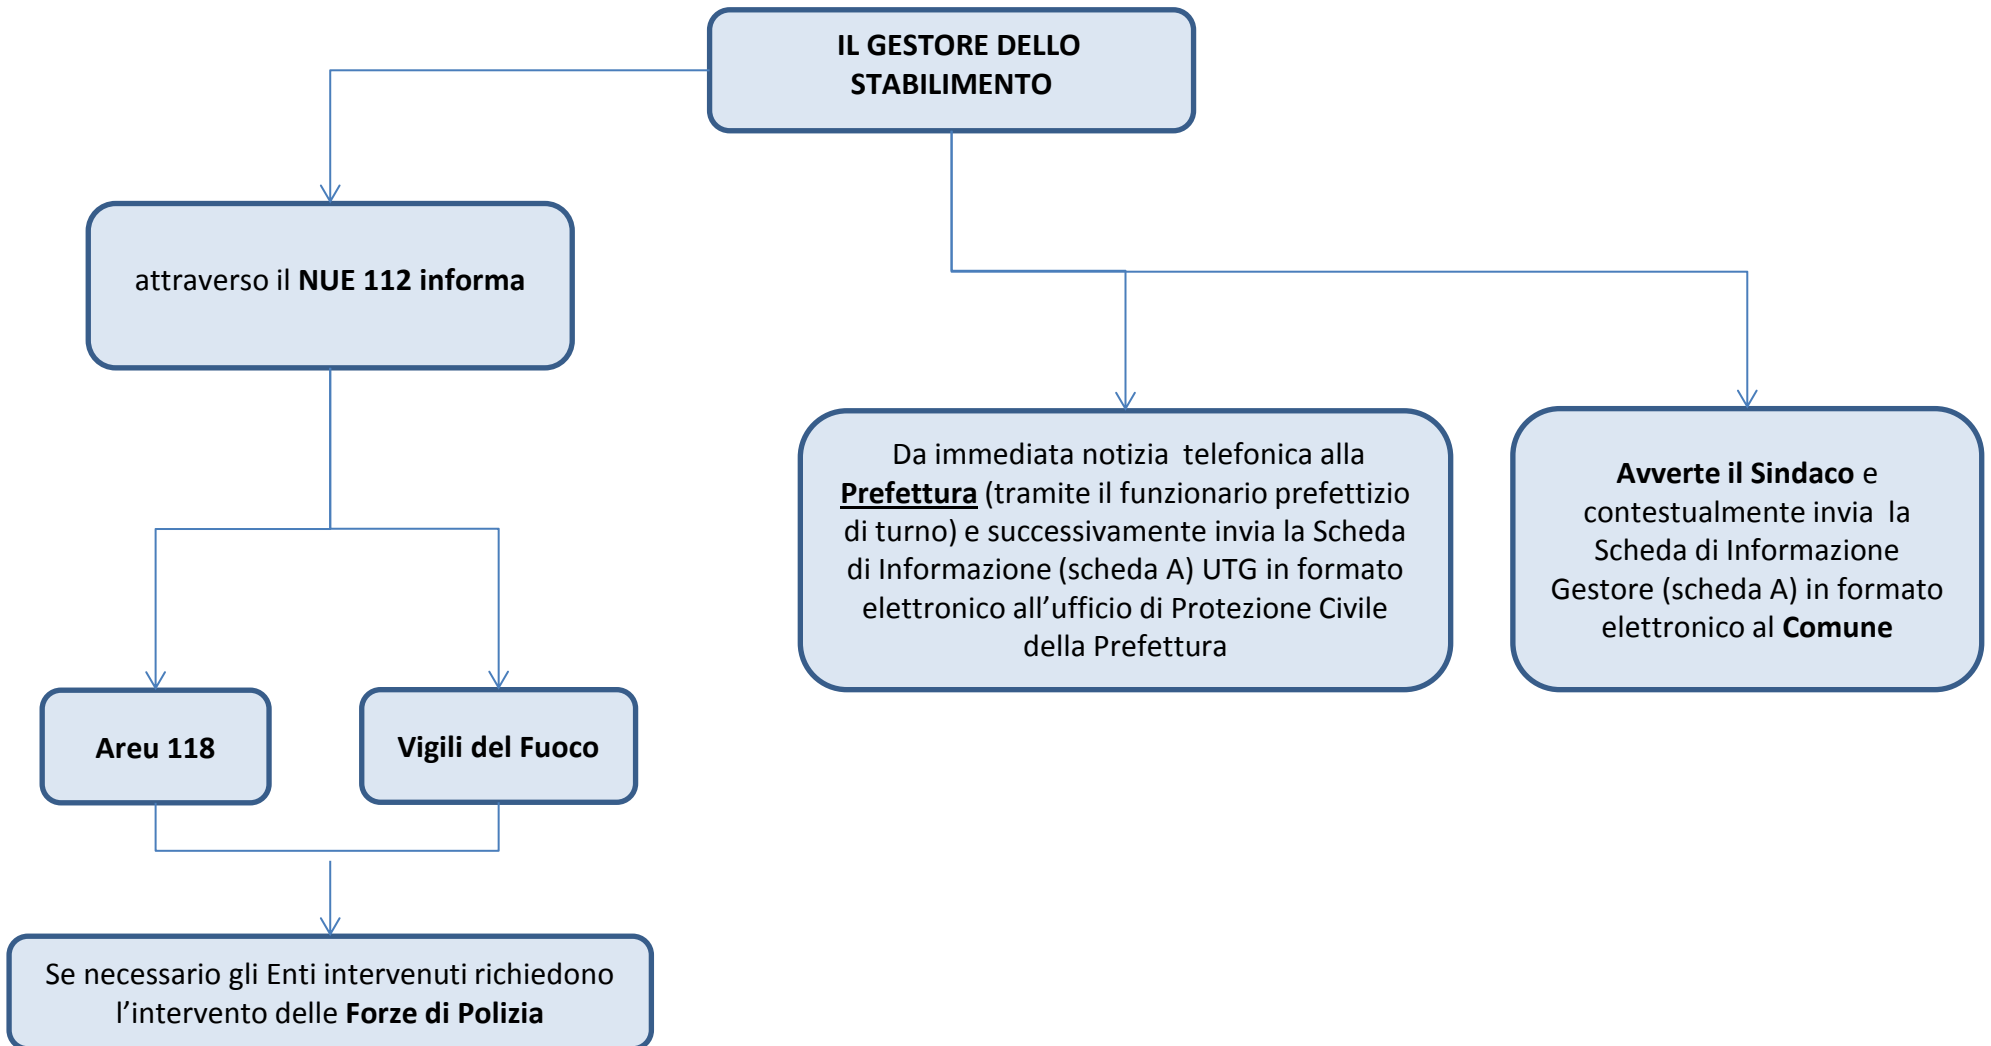 IL GESTORE DELLO
STABILIMENTO
attraverso il NUE 112 informa
Da immediata notizia  telefonica alla
Prefettura (tramite il funzionario prefettizio
di turno) e successivamente invia la Scheda
di Informazione (scheda A) UTG in formato
elettronico all’ufficio di Protezione Civile
della Prefettura
Avverte il Sindaco e
contestualmente invia  la
Scheda di Informazione
Gestore (scheda A) in formato
elettronico al Comune
Areu 118
Vigili del Fuoco
Se necessario gli Enti intervenuti richiedono
l’intervento delle Forze di Polizia